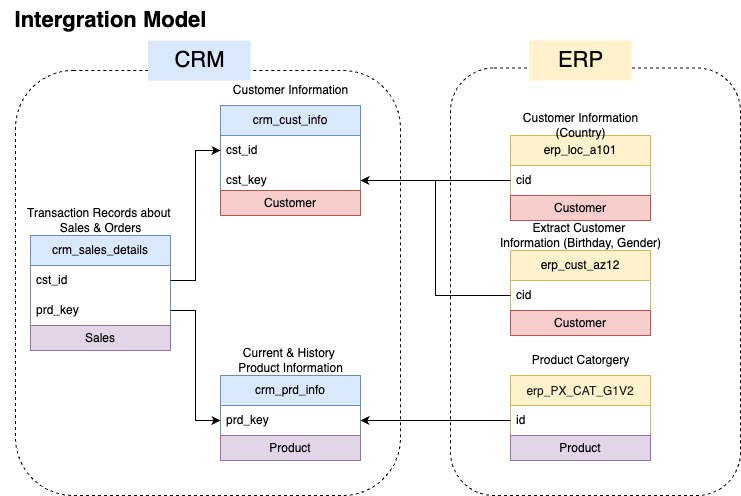 Intergration Model
CRM
ERP
Customer Information
crm_cust_info
cst_id
cst_key
Customer
Transaction Records about
Sales & Orders
crm_sales_details
cst_id
prd_key
Sales
Current & History
Product Information
crm_prd_info
prd_key
Product
Customer Information
(Country)
erp_loc_a101
cid
Customer
Extract Customer
Information (Birthday, Gender)
erp_cust_az12
cid
Customer
Product Catorgery
erp_PX_CAT_G1V2
id
Product